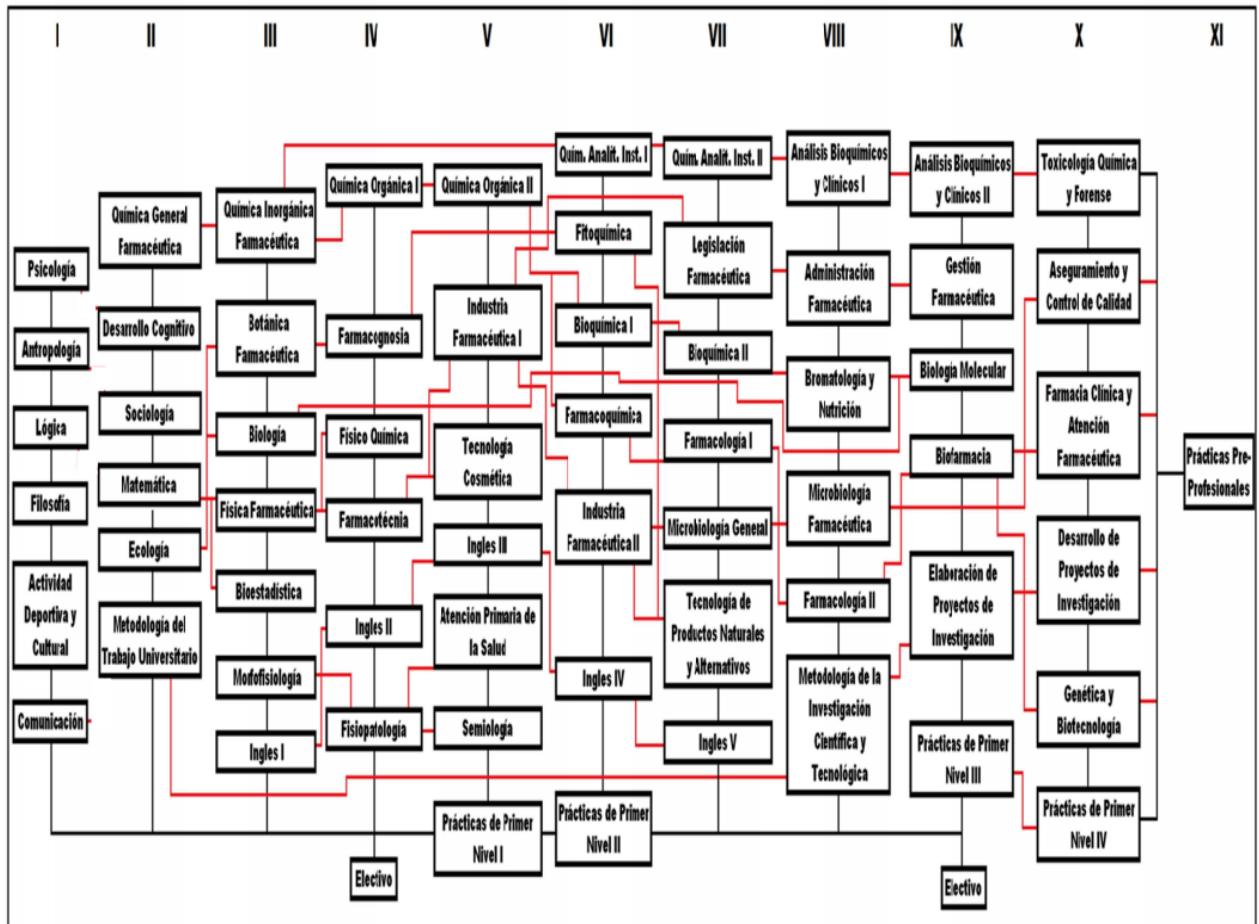 I
II
III
IV
V
VI
VII
VIII
IX
X
XI
Psicología
Antropología
Lógica
Filosofía
Actividad
Deportiva y
Cultural
Comunicación
Química General
Farmacéutica
Desarrollo Cognitivo
Sociología
Matemática
Ecología
Metodología del
Trabajo Universitario
Química Inorgánica
Farmacéutica
Botánica
Farmacéutica
Biología
Física Farmacéutica
Bioestadística
Morfofisiología
Ingles I
Química Orgánica I
Farmacognosia
Físico Química
Farmacotécnia
Ingles II
Fisiopatología
Electivo
Química Orgánica II
Industria
Farmacéutica I
Tecnología
Cosmética
Ingles III
Atención Primaria de
la Salud
Semiología
Prácticas de Primer
Nivel I
Quím. Analít. Inst. I
Fitoquímica
Bioquímica I
Farmacoquímica
Industria
Farmacéutica II
Ingles IV
Prácticas de Primer
Nivel II
Quím. Analít. Inst. II
Legislación
Farmacéutica
Bioquímica II
Farmacología I
Microbiología General
Tecnología de
Productos Naturales
y Alternativos
Ingles V
Análisis Bioquímicos
y Clínicos I
Administración
Farmacéutica
Bromatología y
Nutrición
Microbiología
Farmacéutica
Farmacología II
Metodología de la
Investigación
Científica y
Tecnológica
Análisis Bioquímicos
y Clínicos II
Gestión
Farmacéutica
Biología Molecular
Biofarmacia
Elaboración de
Proyectos de
Investigación
Prácticas de Primer
Nivel III
Electivo
Toxicología Química
y Forense
Aseguramiento y
Control de Calidad
Farmacia Clínica y
Atención
Farmacéutica
Desarrollo de
Proyectos de
Investigación
Genética y
Biotecnología
Prácticas de Primer
Nivel IV
Prácticas Pre-
Profesionales